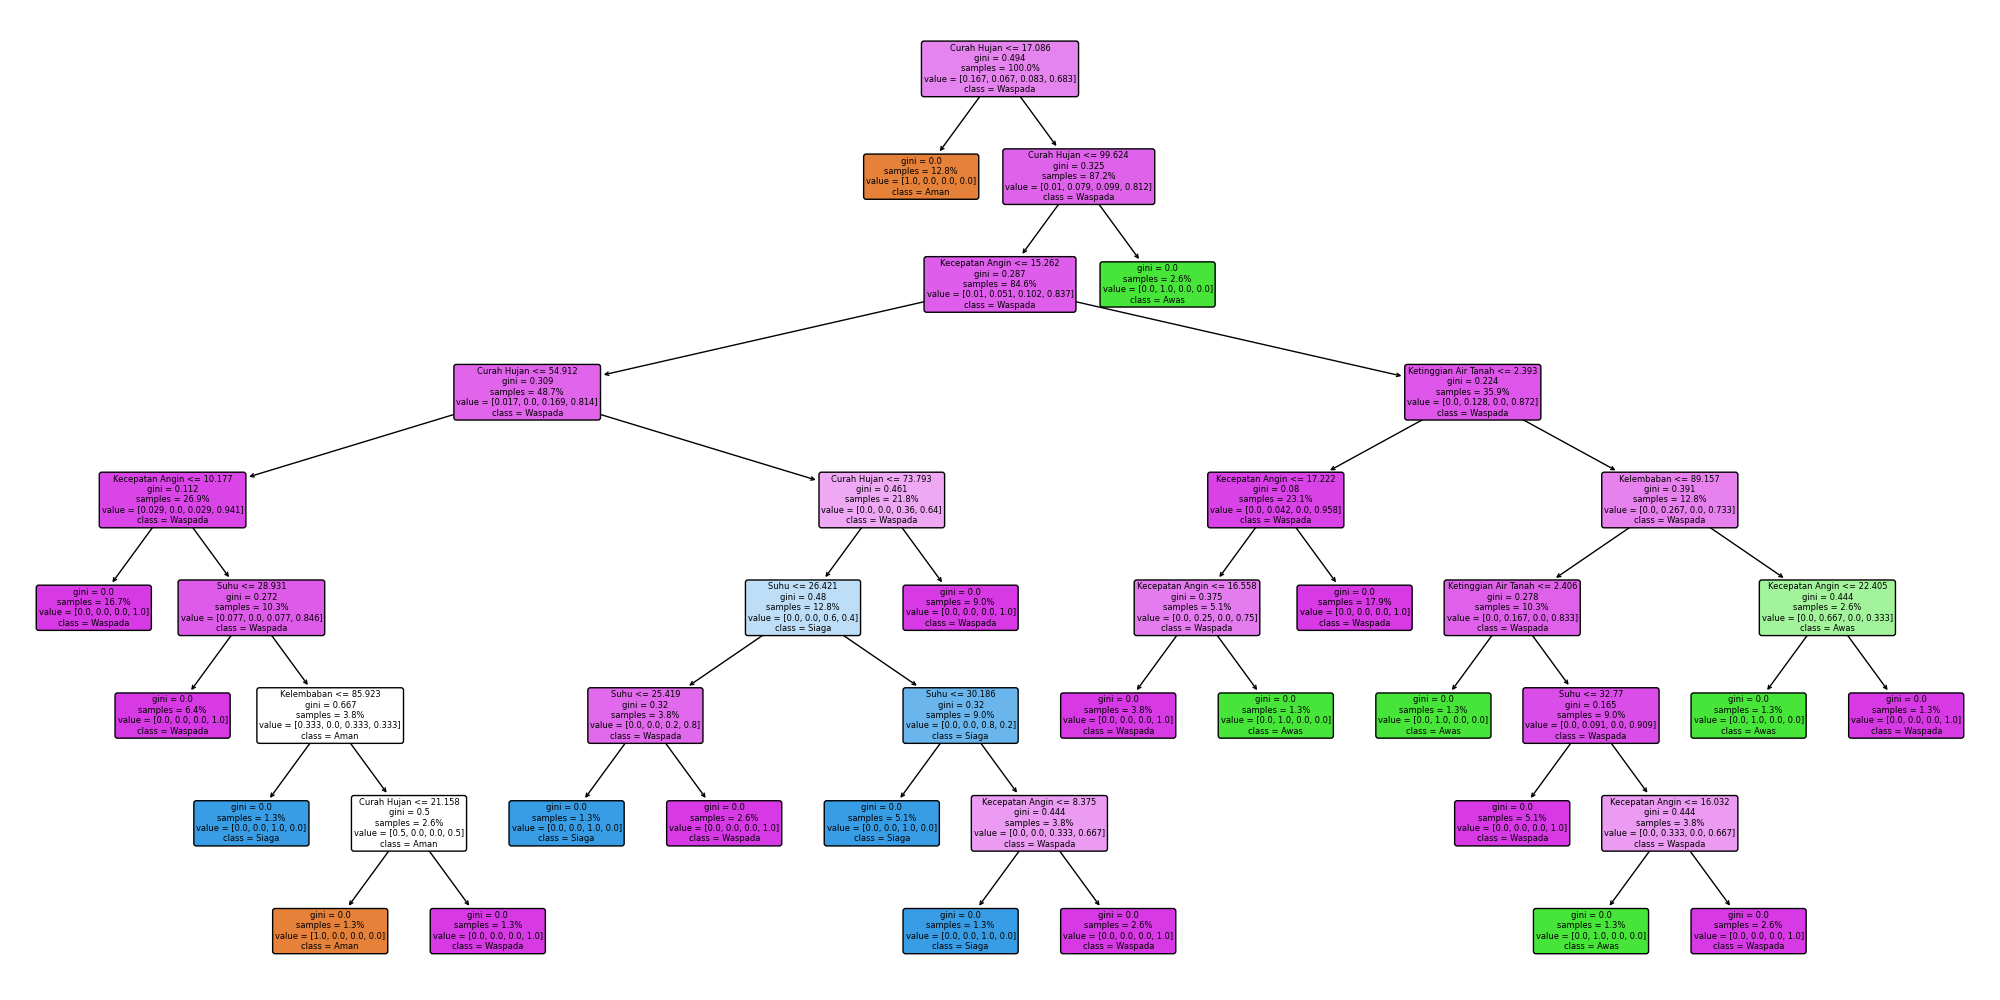 Curah Hujan <= 17.086
gini = 0.494
samples = 100.0%
value = [0.167, 0.067, 0.083, 0.683]
class = Waspada
gini = 0.0
samples = 12.8%
value = [1.0, 0.0, 0.0, 0.0]
class = Aman
Curah Hujan <= 99.624
gini = 0.325
samples = 87.2%
value = [0.01, 0.079, 0.099, 0.812]
class = Waspada
Kecepatan Angin <= 15.262
gini = 0.287
samples = 84.6%
value = [0.01, 0.051, 0.102, 0.837]
class = Waspada
gini = 0.0
samples = 2.6%
value = [0.0, 1.0, 0.0, 0.0]
class = Awas
Curah Hujan <= 54.912
gini = 0.309
samples = 48.7%
value = [0.017, 0.0, 0.169, 0.814]
class = Waspada
Ketinggian Air Tanah <= 2.393
gini = 0.224
samples = 35.9%
value = [0.0, 0.128, 0.0, 0.872]
class = Waspada
Kecepatan Angin <= 10.177
gini = 0.112
samples = 26.9%
value = [0.029, 0.0, 0.029, 0.941]
class = Waspada
Curah Hujan <= 73.793
gini = 0.461
samples = 21.8%
value = [0.0, 0.0, 0.36, 0.64]
class = Waspada
Kecepatan Angin <= 17.222
gini = 0.08
samples = 23.1%
value = [0.0, 0.042, 0.0, 0.958]
class = Waspada
Kelembaban <= 89.157
gini = 0.391
samples = 12.8%
value = [0.0, 0.267, 0.0, 0.733]
class = Waspada
gini = 0.0
samples = 16.7%
value = [0.0, 0.0, 0.0, 1.0]
class = Waspada
Suhu <= 28.931
gini = 0.272
samples = 10.3%
value = [0.077, 0.0, 0.077, 0.846]
class = Waspada
Suhu <= 26.421
gini = 0.48
samples = 12.8%
value = [0.0, 0.0, 0.6, 0.4]
class = Siaga
gini = 0.0
samples = 9.0%
value = [0.0, 0.0, 0.0, 1.0]
class = Waspada
Kecepatan Angin <= 16.558
gini = 0.375
samples = 5.1%
value = [0.0, 0.25, 0.0, 0.75]
class = Waspada
gini = 0.0
samples = 17.9%
value = [0.0, 0.0, 0.0, 1.0]
class = Waspada
Ketinggian Air Tanah <= 2.406
gini = 0.278
samples = 10.3%
value = [0.0, 0.167, 0.0, 0.833]
class = Waspada
Kecepatan Angin <= 22.405
gini = 0.444
samples = 2.6%
value = [0.0, 0.667, 0.0, 0.333]
class = Awas
gini = 0.0
samples = 6.4%
value = [0.0, 0.0, 0.0, 1.0]
class = Waspada
Kelembaban <= 85.923
gini = 0.667
samples = 3.8%
value = [0.333, 0.0, 0.333, 0.333]
class = Aman
Suhu <= 25.419
gini = 0.32
samples = 3.8%
value = [0.0, 0.0, 0.2, 0.8]
class = Waspada
Suhu <= 30.186
gini = 0.32
samples = 9.0%
value = [0.0, 0.0, 0.8, 0.2]
class = Siaga
gini = 0.0
samples = 3.8%
value = [0.0, 0.0, 0.0, 1.0]
class = Waspada
gini = 0.0
samples = 1.3%
value = [0.0, 1.0, 0.0, 0.0]
class = Awas
gini = 0.0
samples = 1.3%
value = [0.0, 1.0, 0.0, 0.0]
class = Awas
Suhu <= 32.77
gini = 0.165
samples = 9.0%
value = [0.0, 0.091, 0.0, 0.909]
class = Waspada
gini = 0.0
samples = 1.3%
value = [0.0, 1.0, 0.0, 0.0]
class = Awas
gini = 0.0
samples = 1.3%
value = [0.0, 0.0, 0.0, 1.0]
class = Waspada
gini = 0.0
samples = 1.3%
value = [0.0, 0.0, 1.0, 0.0]
class = Siaga
Curah Hujan <= 21.158
gini = 0.5
samples = 2.6%
value = [0.5, 0.0, 0.0, 0.5]
class = Aman
gini = 0.0
samples = 1.3%
value = [0.0, 0.0, 1.0, 0.0]
class = Siaga
gini = 0.0
samples = 2.6%
value = [0.0, 0.0, 0.0, 1.0]
class = Waspada
gini = 0.0
samples = 5.1%
value = [0.0, 0.0, 1.0, 0.0]
class = Siaga
Kecepatan Angin <= 8.375
gini = 0.444
samples = 3.8%
value = [0.0, 0.0, 0.333, 0.667]
class = Waspada
gini = 0.0
samples = 5.1%
value = [0.0, 0.0, 0.0, 1.0]
class = Waspada
Kecepatan Angin <= 16.032
gini = 0.444
samples = 3.8%
value = [0.0, 0.333, 0.0, 0.667]
class = Waspada
gini = 0.0
samples = 1.3%
value = [1.0, 0.0, 0.0, 0.0]
class = Aman
gini = 0.0
samples = 1.3%
value = [0.0, 0.0, 0.0, 1.0]
class = Waspada
gini = 0.0
samples = 1.3%
value = [0.0, 0.0, 1.0, 0.0]
class = Siaga
gini = 0.0
samples = 2.6%
value = [0.0, 0.0, 0.0, 1.0]
class = Waspada
gini = 0.0
samples = 1.3%
value = [0.0, 1.0, 0.0, 0.0]
class = Awas
gini = 0.0
samples = 2.6%
value = [0.0, 0.0, 0.0, 1.0]
class = Waspada